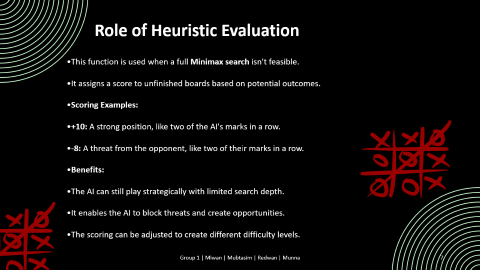 Role of Heuristic Evaluation
•This function is used when a full Minimax search isn't feasible.
•It assigns a score to unfinished boards based on potential outcomes.
•Scoring Examples:
•+10: A strong position, like two of the AI's marks in a row.
•-8: A threat from the opponent, like two of their marks in a row.
•Benefits:
•The AI can still play strategically with limited search depth.
•It enables the AI to block threats and create opportunities.
•The scoring can be adjusted to create different difficulty levels.
Group 1 | Miwan | Mubtasim | Redwan | Munna